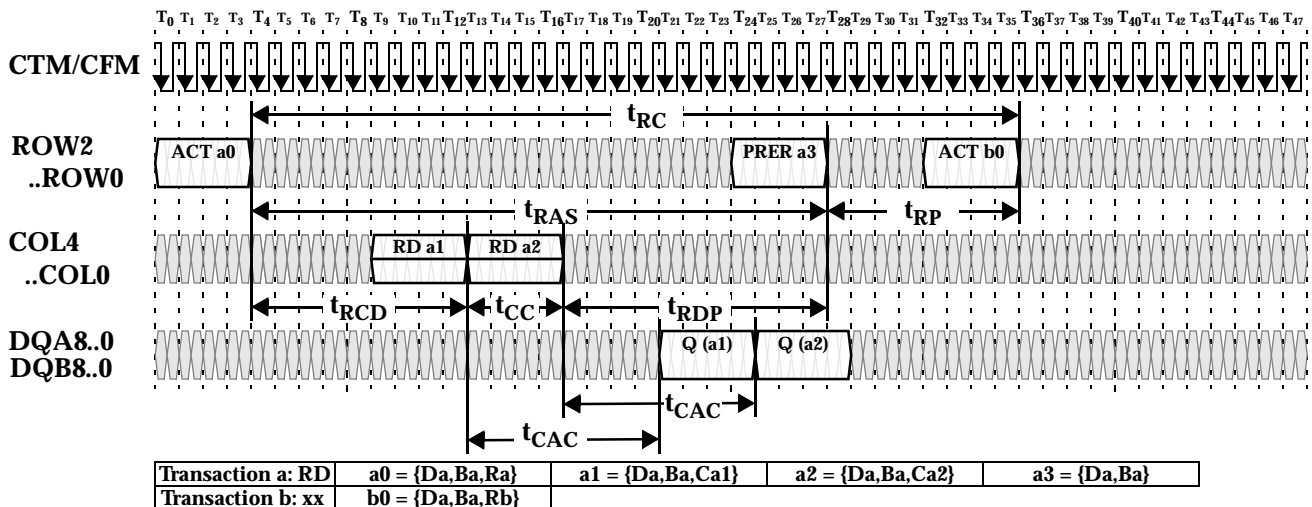 T0 T1 T2 T3 T4 T5 T6 T7 T8 T9 T10 T11 T12 T13 T14 T15 T16 T17 T18 T19 T20 T21 T22 T23 T24 T25 T26 T27 T28 T29 T30 T31 T32 T33 T34 T35 T36 T37 T38 T39 T40 T41 T42 T43 T44 T45 T46 T47
CTM/CFM
tRC
ROW2
..ROW0
ACT a0 PRER a3 ACT b0
tRAS tRP
COL4
..COL0
RD a1 RD a2
tRCD tCC tRDP
DQA8..0
DQB8..0
Q (a1) Q (a2)
tCAC
tCAC
Transaction a: RD a0 = {Da,Ba,Ra} a1 = {Da,Ba,Ca1} a2 = {Da,Ba,Ca2} a3 = {Da,Ba}
Transaction b: xx b0 = {Da,Ba,Rb}